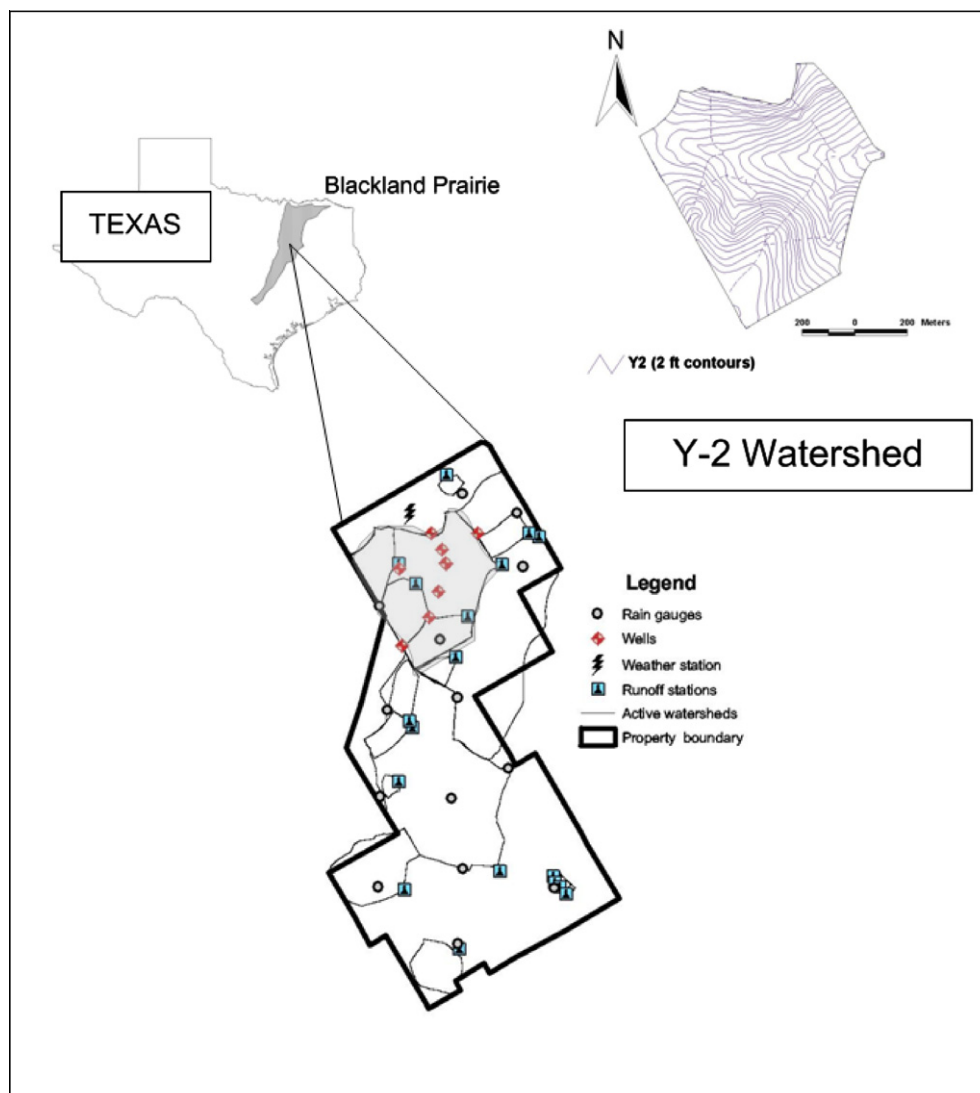 N
Blackland Prairie
TEXAS
200 0 200 Meters
Y2 (2 ft contours)
Y-2 Watershed
Legend
Rain gauges
Wells
Weather station
Runoff stations
Active watersheds
Property boundary